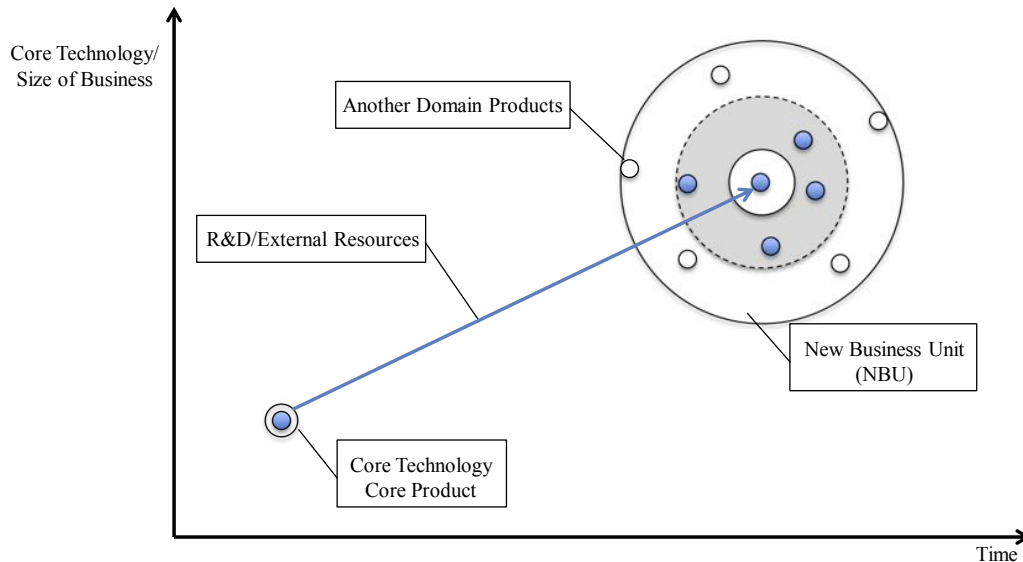 Core Technology/
Size of Business
Another Domain Products
R&D/External Resources
New Business Unit
(NBU)
Core Technology
Core Product
Time